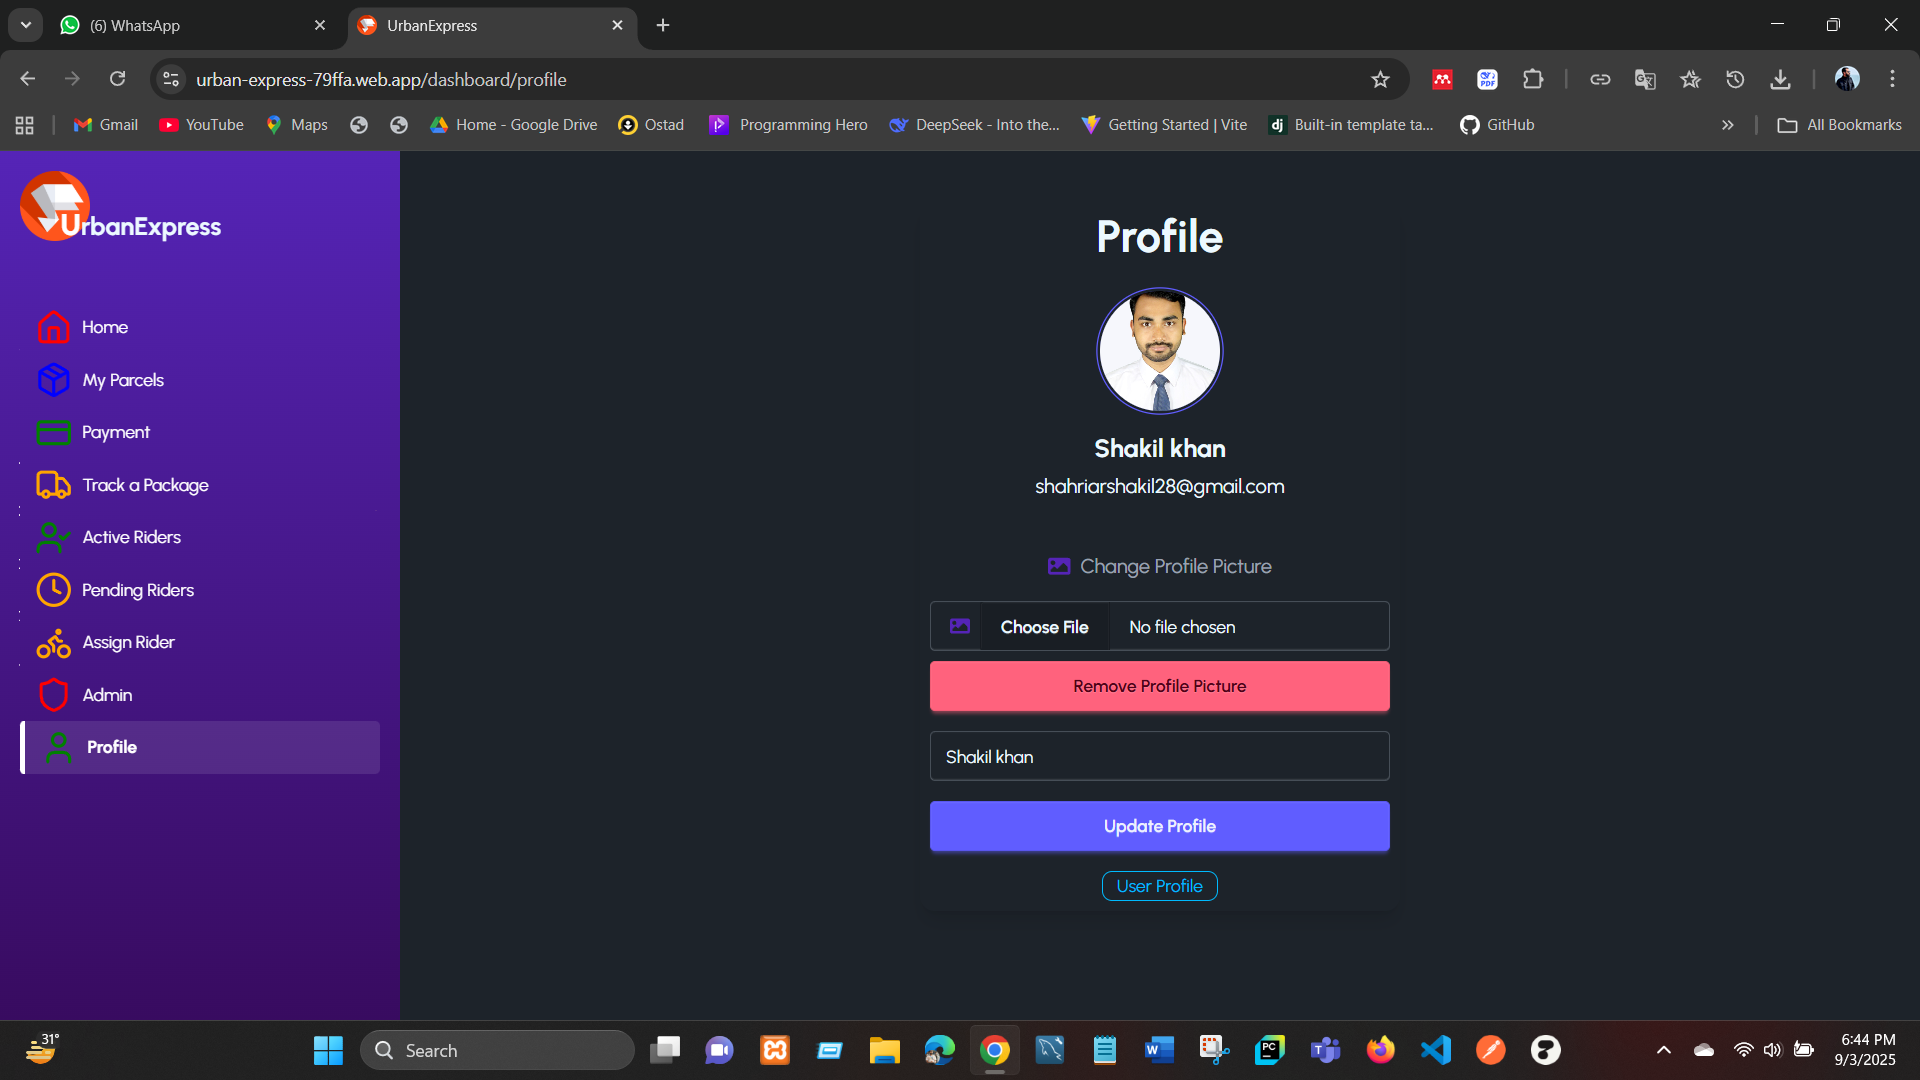 (6) WhatsApp
UrbanExpress
urban-express-79ffa.web.app/dashboard/profile
Gmail
YouTube
Maps
Home - Google Drive
Ostad
Programming Hero
DeepSeek - Into the...
Getting Started | Vite
dj Built-in template ta...
GitHub
All Bookmarks
UrbanExpress
Home
My Parcels
Payment
Track a Package
Active Riders
Pending Riders
Assign Rider
Admin
Profile
Profile
Shakil khan
shahriarshakil28@gmail.com
Change Profile Picture
Choose File No file chosen
Remove Profile Picture
Shakil khan
Update Profile
User Profile
31°
Search
6:44 PM
9/3/2025